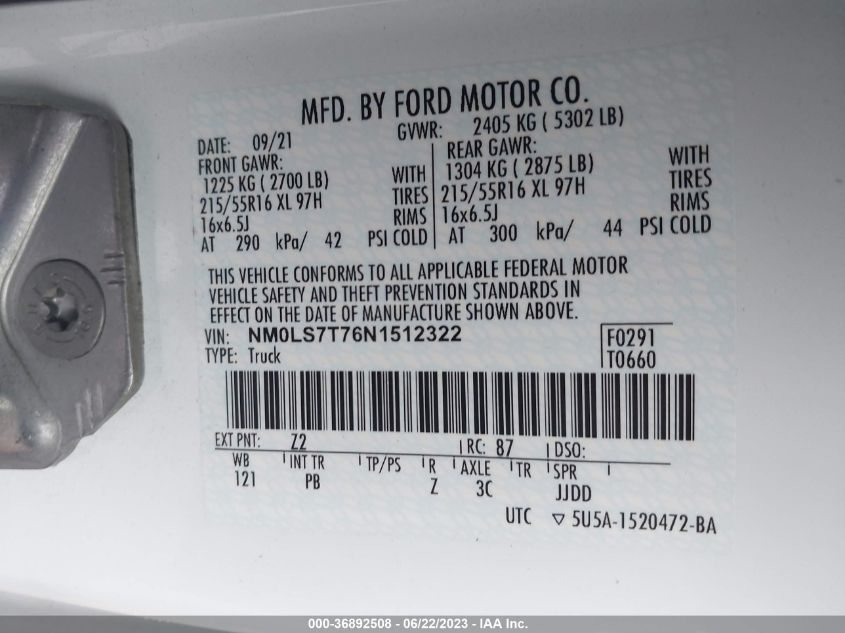 MFD. BY FORD MOTOR CO.
DATE: 09/21 GVWR: 2405 KG ( 5302 LB)
FRONT GAWR:
1225 KG ( 2700 LB) WITH
215/55R16 XL 97H TIRES
16x6.5J RIMS
AT 290 kPa/ 42 PSI COLD
REAR GAWR:
1304 KG ( 2875 LB) WITH
215/55R16 XL 97H TIRES
16x6.5J RIMS
AT 300 kPa/ 44 PSI COLD
THIS VEHICLE CONFORMS TO ALL APPLICABLE FEDERAL MOTOR
VEHICLE SAFETY AND THEFT PREVENTION STANDARDS IN
EFFECT ON THE DATE OF MANUFACTURE SHOWN ABOVE.
VIN: NM0LS7T76N1512322 F0291
TYPE: Truck T0660
EXT PNT: Z2 RC: 87 DSO:
WB INT TR TP/PS R AXLE TR SPR
121 PB Z 3C JJDD
UTC ▽ 5U5A-1520472-BA
000-36892508 - 06/22/2023 - IAA Inc.